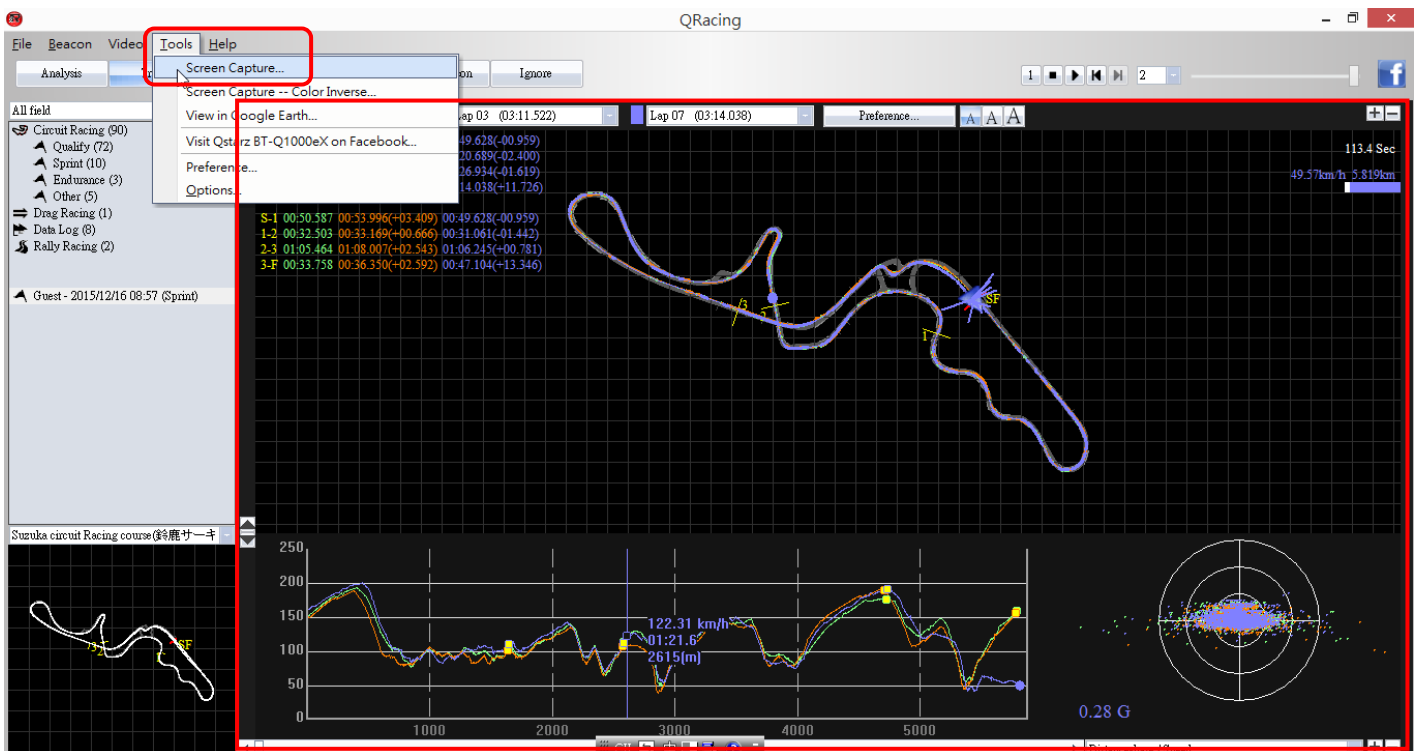 QRacing
File Beacon Video Tools Help
Analysis
on
Ignore
1
2
Screen Capture...
Screen Capture -- Color Inverse...
View in Google Earth...
Visit Qstarz BT-Q1000eX on Facebook...
Preference...
Options...
All field
Circuit Racing (90)
Qualify (72)
Sprint (10)
Endurance (3)
Other (5)
Drag Racing (1)
Data Log (8)
Rally Racing (2)
Guest - 2015/12/16 08:57 (Sprint)
Lap 03 (03:11.522)
Lap 07 (03:14.038)
Preference...
A A A
49.628(-00.959)
20.689(-02.400)
26.934(-01.619)
14.038(+11.726)
S-1 00:50.587 00:53.996(+03.409) 00:49.628(-00.959)
1-2 00:32.503 00:33.169(+00.666) 00:31.061(-01.442)
2-3 01:05.464 01:08.007(+02.543) 01:06.245(+00.781)
3-F 00:33.758 00:36.350(+02.592) 00:47.104(+13.346)
113.4 Sec
49.57km/h 5.819km
/3
2
1
SF
Suzuka circuit Racing course(鈴鹿サーキ
/3
2
1
SF
250
200
150
100
50
0
122.31 km/h
01:21.6
2615(m)
1000 2000 3000 4000 5000
0.28 G